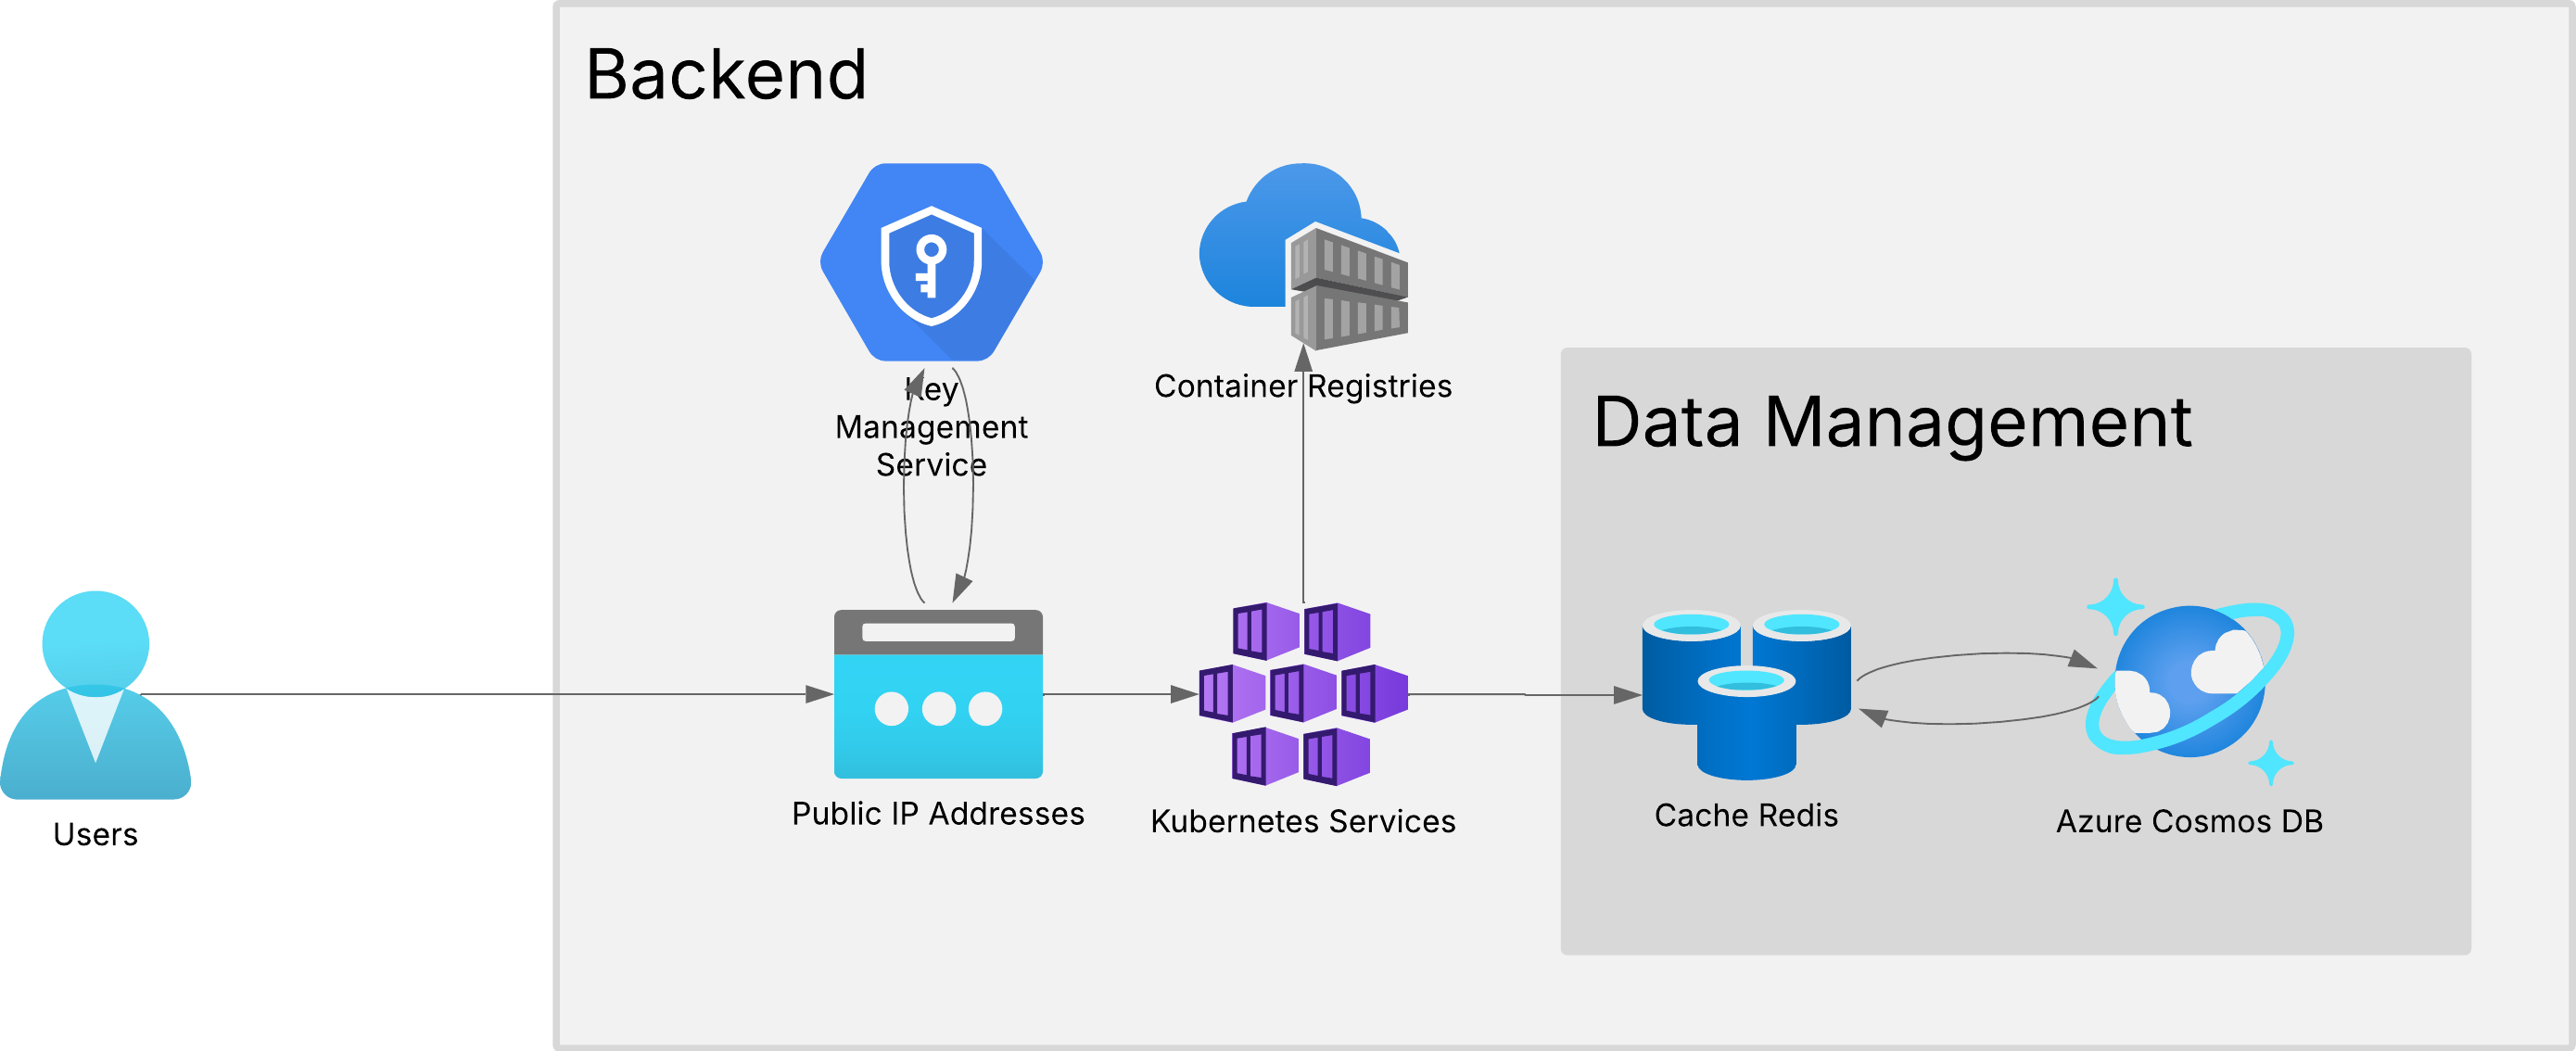 Backend
Key
Management
Service
Container Registries
Data Management
Users
Public IP Addresses
Kubernetes Services
Cache Redis
Azure Cosmos DB